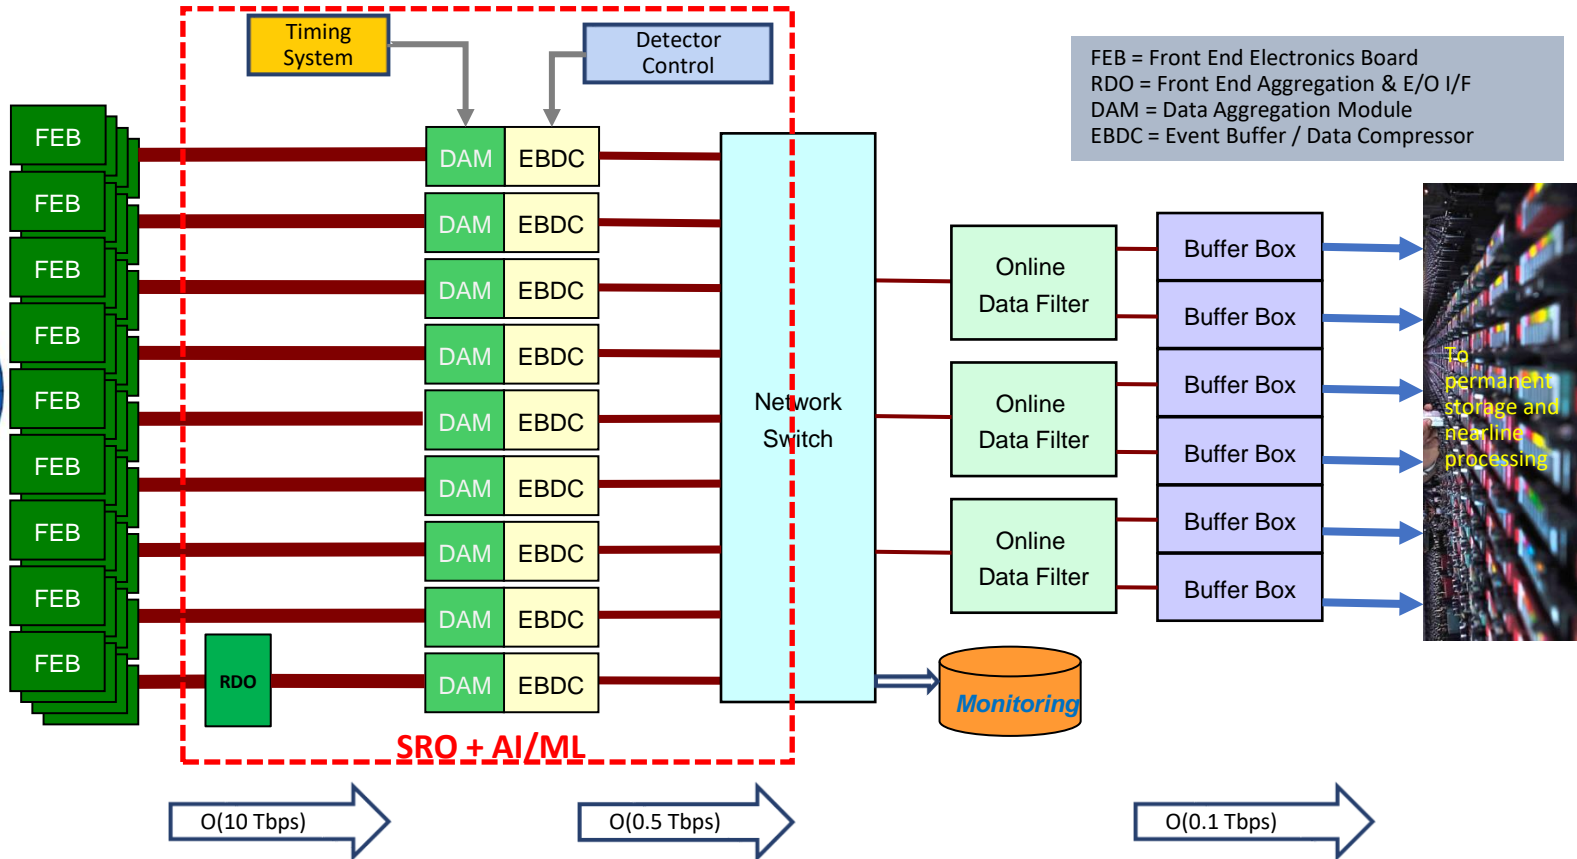 Timing
System
Detector
Control
FEB = Front End Electronics Board
RDO = Front End Aggregation & E/O I/F
DAM = Data Aggregation Module
EBDC = Event Buffer / Data Compressor
FEB
DAM
EBDC
FEB
DAM
EBDC
FEB
DAM
EBDC
FEB
DAM
EBDC
FEB
DAM
EBDC
FEB
DAM
EBDC
FEB
DAM
EBDC
FEB
DAM
EBDC
FEB
RDO
DAM
EBDC
Network
Switch
Online
Data Filter
Online
Data Filter
Online
Data Filter
Buffer Box
Buffer Box
Buffer Box
Buffer Box
Buffer Box
Buffer Box
To
permanent
storage and
nearline
processing
Monitoring
SRO + AI/ML
O(10 Tbps)
O(0.5 Tbps)
O(0.1 Tbps)